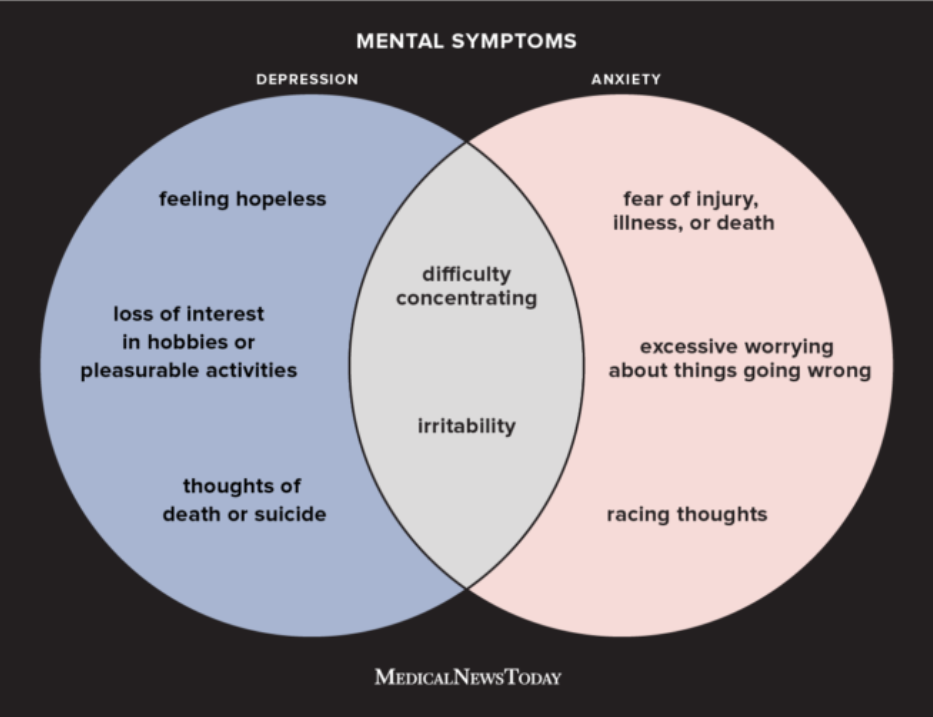 MENTAL SYMPTOMS
DEPRESSION
ANXIETY
feeling hopeless
loss of interest
in hobbies or
pleasurable activities
thoughts of
death or suicide
difficulty
concentrating
irritability
fear of injury,
illness, or death
excessive worrying
about things going wrong
racing thoughts
MEDICALNEWSTODAY